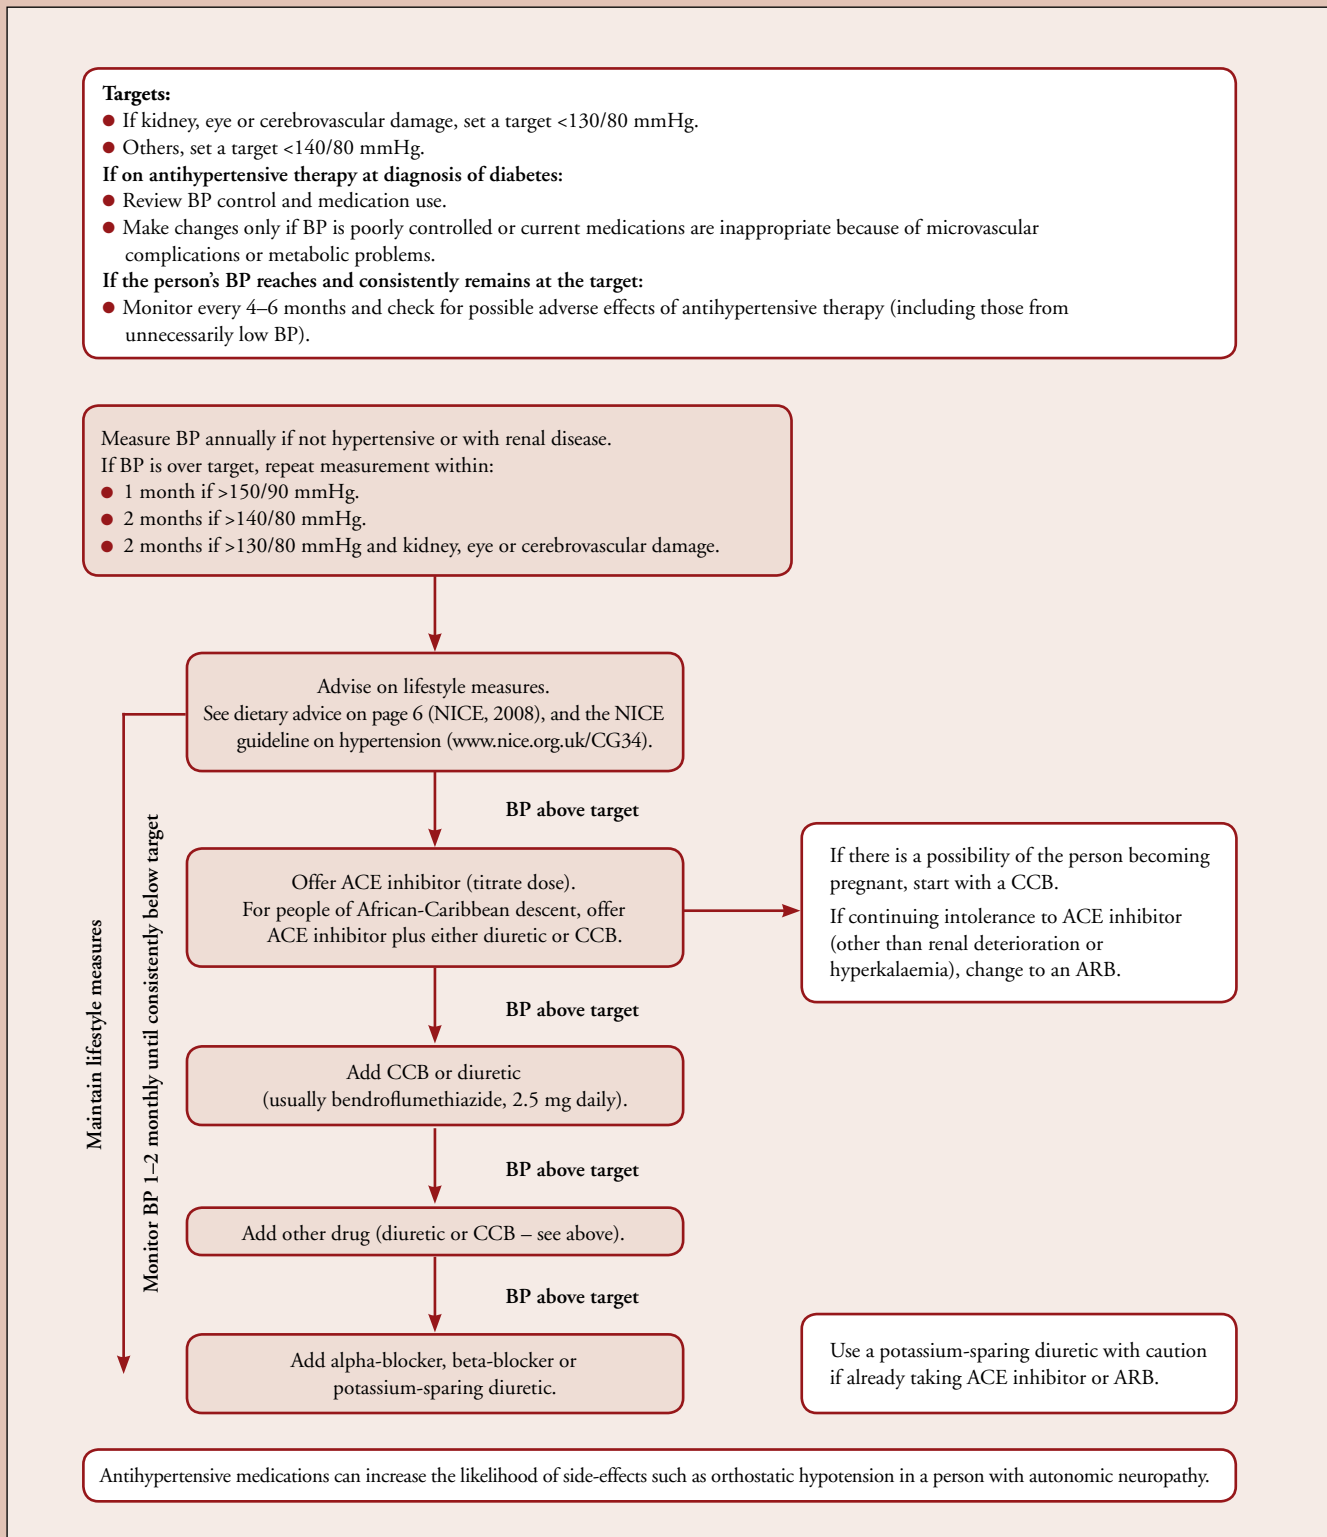 Targets:
● If kidney, eye or cerebrovascular damage, set a target <130/80 mmHg.
● Others, set a target <140/80 mmHg.
If on antihypertensive therapy at diagnosis of diabetes:
● Review BP control and medication use.
● Make changes only if BP is poorly controlled or current medications are inappropriate because of microvascular
complications or metabolic problems.
If the person's BP reaches and consistently remains at the target:
● Monitor every 4–6 months and check for possible adverse effects of antihypertensive therapy (including those from
unnecessarily low BP).
Measure BP annually if not hypertensive or with renal disease.
If BP is over target, repeat measurement within:
● 1 month if >150/90 mmHg.
● 2 months if >140/80 mmHg.
● 2 months if >130/80 mmHg and kidney, eye or cerebrovascular damage.
Advise on lifestyle measures.
See dietary advice on page 6 (NICE, 2008), and the NICE
guideline on hypertension (www.nice.org.uk/CG34).
BP above target
Offer ACE inhibitor (titrate dose).
For people of African-Caribbean descent, offer
ACE inhibitor plus either diuretic or CCB.
If there is a possibility of the person becoming
pregnant, start with a CCB.
If continuing intolerance to ACE inhibitor
(other than renal deterioration or
hyperkalaemia), change to an ARB.
BP above target
Add CCB or diuretic
(usually bendroflumethiazide, 2.5 mg daily).
BP above target
Add other drug (diuretic or CCB – see above).
BP above target
Add alpha-blocker, beta-blocker or
potassium-sparing diuretic.
Use a potassium-sparing diuretic with caution
if already taking ACE inhibitor or ARB.
Maintain lifestyle measures
Monitor BP 1–2 monthly until consistently below target
Antihypertensive medications can increase the likelihood of side-effects such as orthostatic hypotension in a person with autonomic neuropathy.